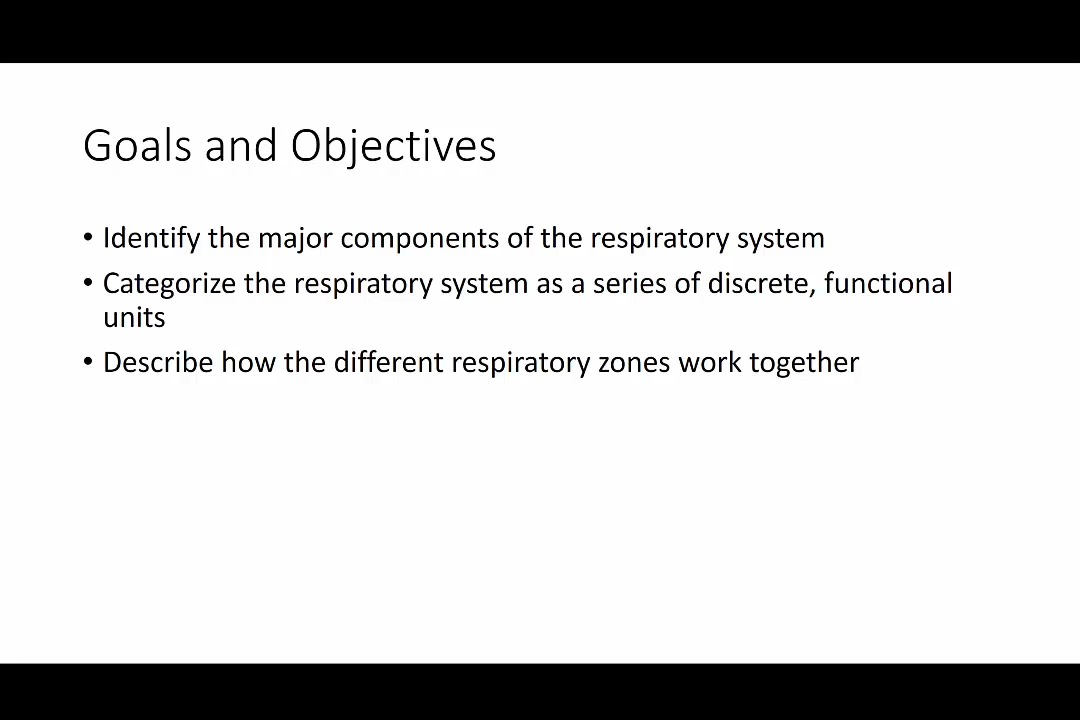 Goals and Objectives
• Identify the major components of the respiratory system
• Categorize the respiratory system as a series of discrete, functional
units
• Describe how the different respiratory zones work together